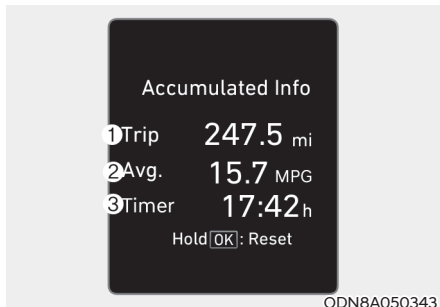 Accumulated Info
1Trip 247.5 mi
2Avg. 15.7 MPG
3Timer 17:42h
Hold OK: Reset
ODN8A050343